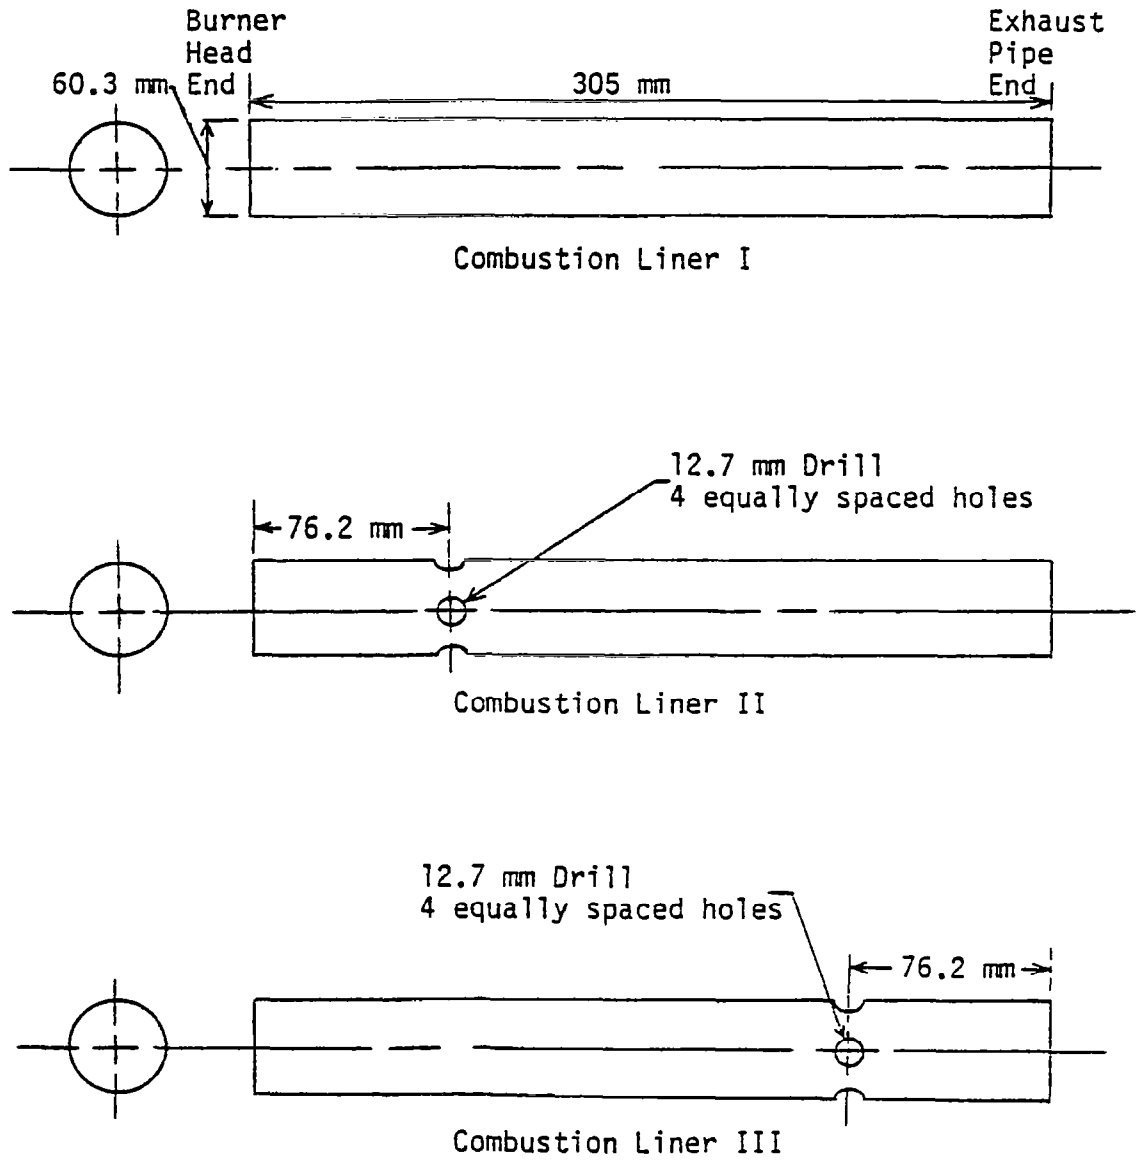 Burner
Head
End
Exhaust
Pipe
End
60.3 mm
305 mm
Combustion Liner I
12.7 mm Drill
4 equally spaced holes
76.2 mm
Combustion Liner II
12.7 mm Drill
4 equally spaced holes
76.2 mm
Combustion Liner III